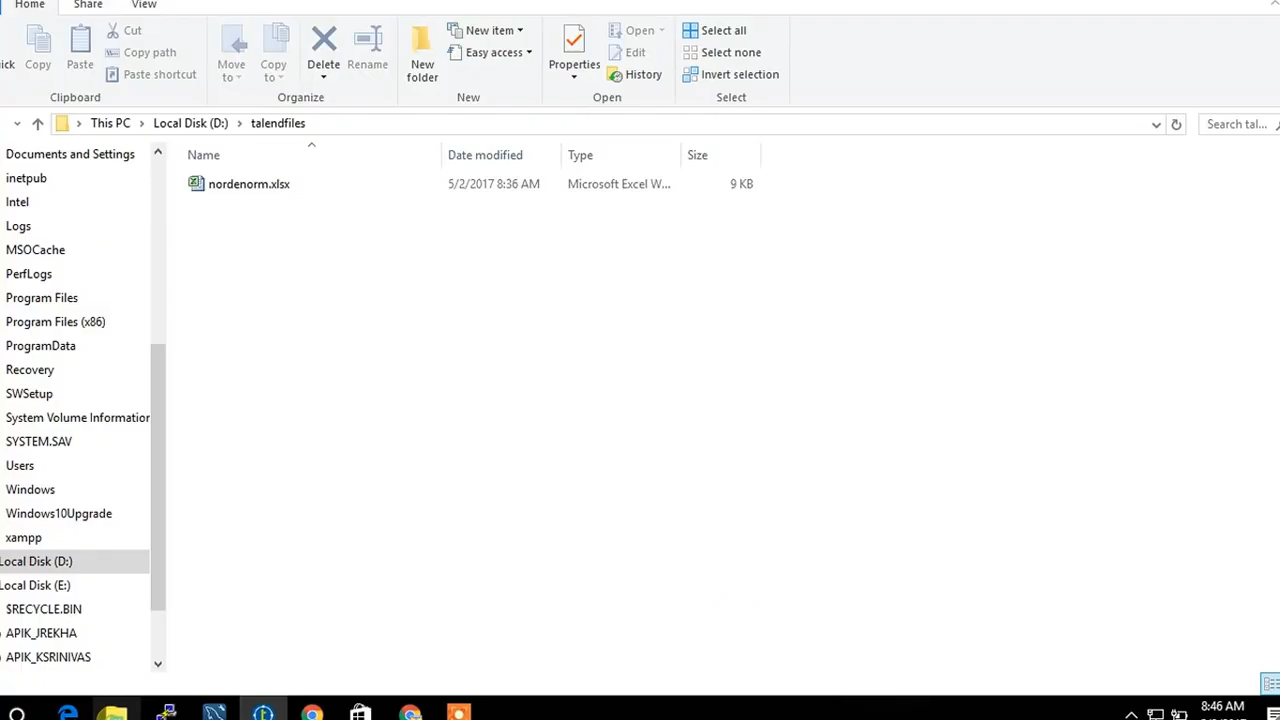 Home Share View
Cut
Copy path
Paste shortcut
Copy Paste
Clipboard
Move to
Copy to
Delete
Rename
Organize
New folder
New item
Easy access
New
Properties
Open
Edit
History
Open
Select all
Select none
Invert selection
Select
This PC > Local Disk (D:) > talendfiles
Search tal...
Name Date modified Type Size
nordenorm.xlsx 5/2/2017 8:36 AM Microsoft Excel W... 9 KB
Documents and Settings
inetpub
Intel
Logs
MSOCache
PerfLogs
Program Files
Program Files (x86)
ProgramData
Recovery
SWSetup
System Volume Information
SYSTEM.SAV
Users
Windows
Windows10Upgrade
xampp
Local Disk (D:)
Local Disk (E:)
$RECYCLE.BIN
APIK_JREKHA
APIK_KSRINIVAS
8:46 AM